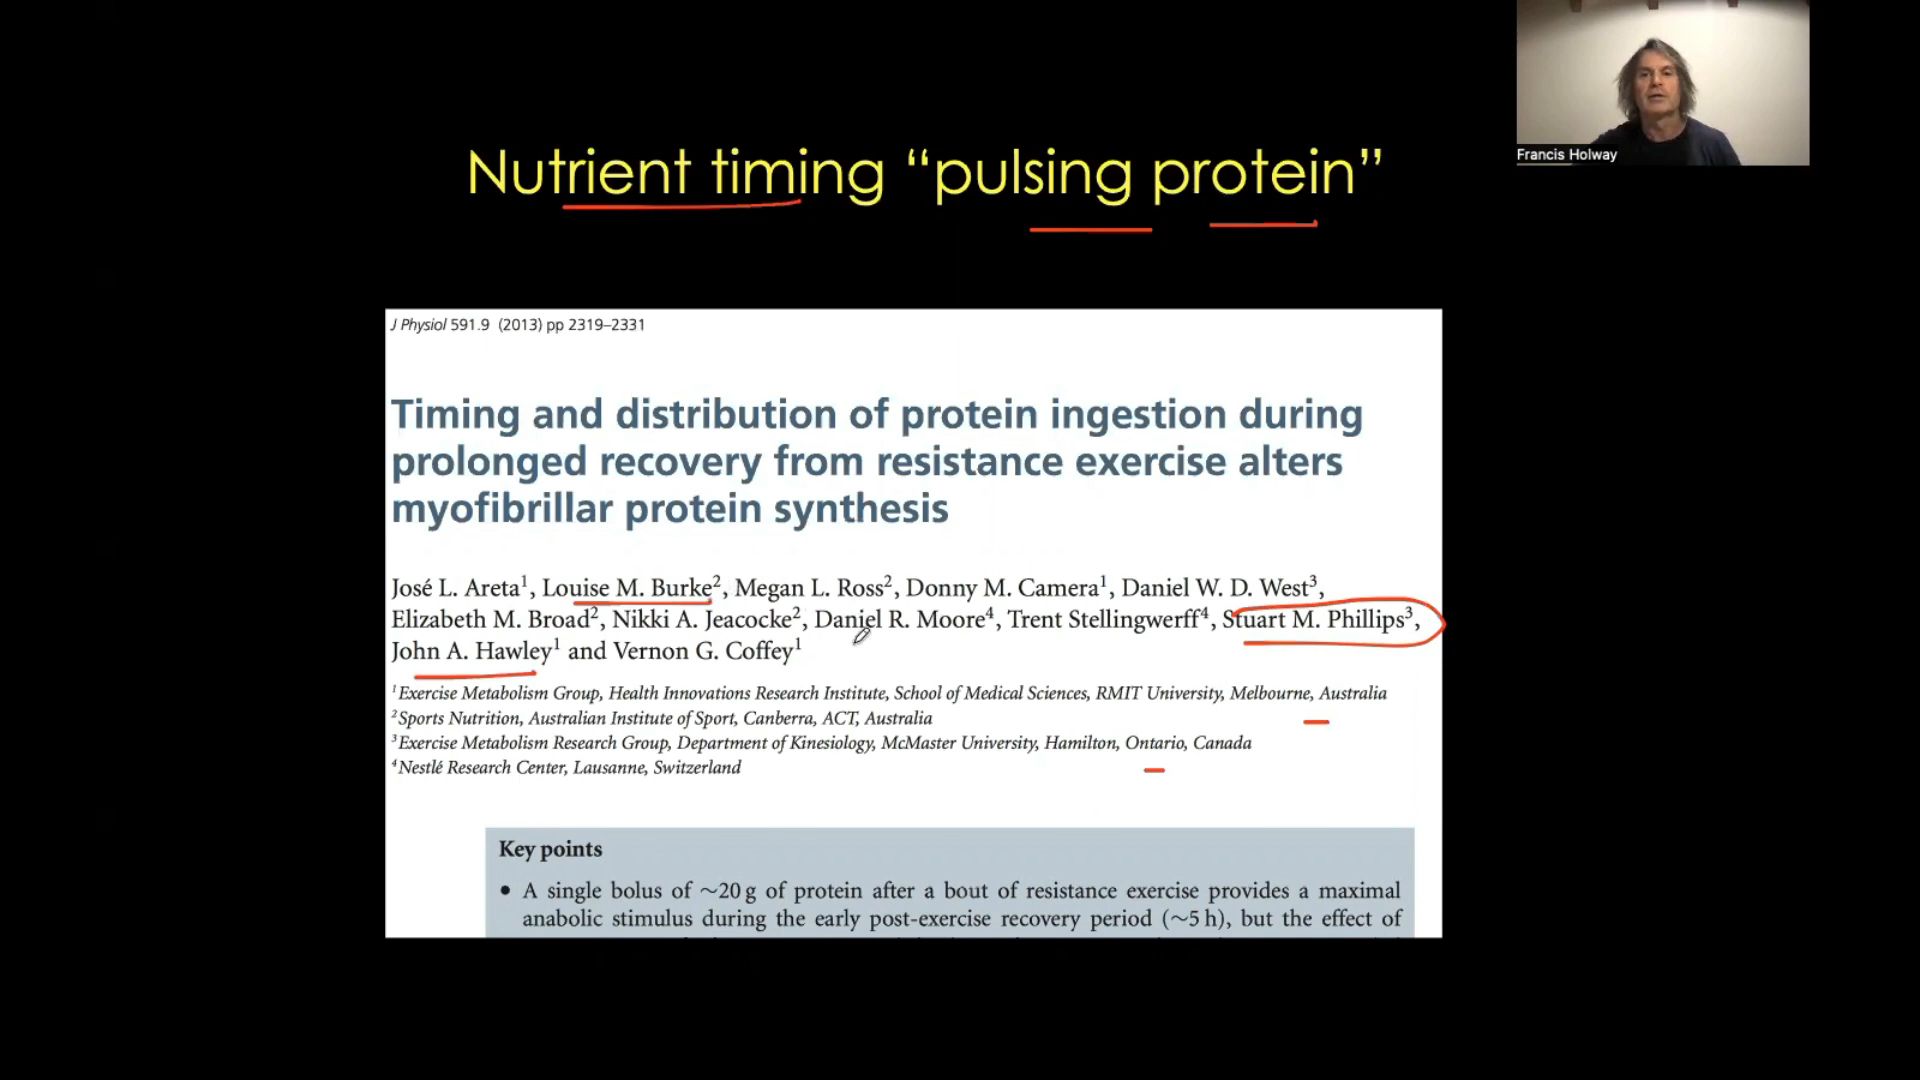 Francis Holway
Nutrient timing “pulsing protein”
J Physiol 591.9 (2013) pp 2319–2331
Timing and distribution of protein ingestion during
prolonged recovery from resistance exercise alters
myofibrillar protein synthesis
José L. Areta1, Louise M. Burke2, Megan L. Ross2, Donny M. Camera1, Daniel W. D. West3,
Elizabeth M. Broad2, Nikki A. Jeacocke2, Daniel R. Moore4, Trent Stellingwerff4, Stuart M. Phillips3,
John A. Hawley1 and Vernon G. Coffey1
1Exercise Metabolism Group, Health Innovations Research Institute, School of Medical Sciences, RMIT University, Melbourne, Australia
2Sports Nutrition, Australian Institute of Sport, Canberra, ACT, Australia
3Exercise Metabolism Research Group, Department of Kinesiology, McMaster University, Hamilton, Ontario, Canada
4Nestlé Research Center, Lausanne, Switzerland
Key points
• A single bolus of ∼20 g of protein after a bout of resistance exercise provides a maximal
anabolic stimulus during the early post-exercise recovery period (∼5 h), but the effect of